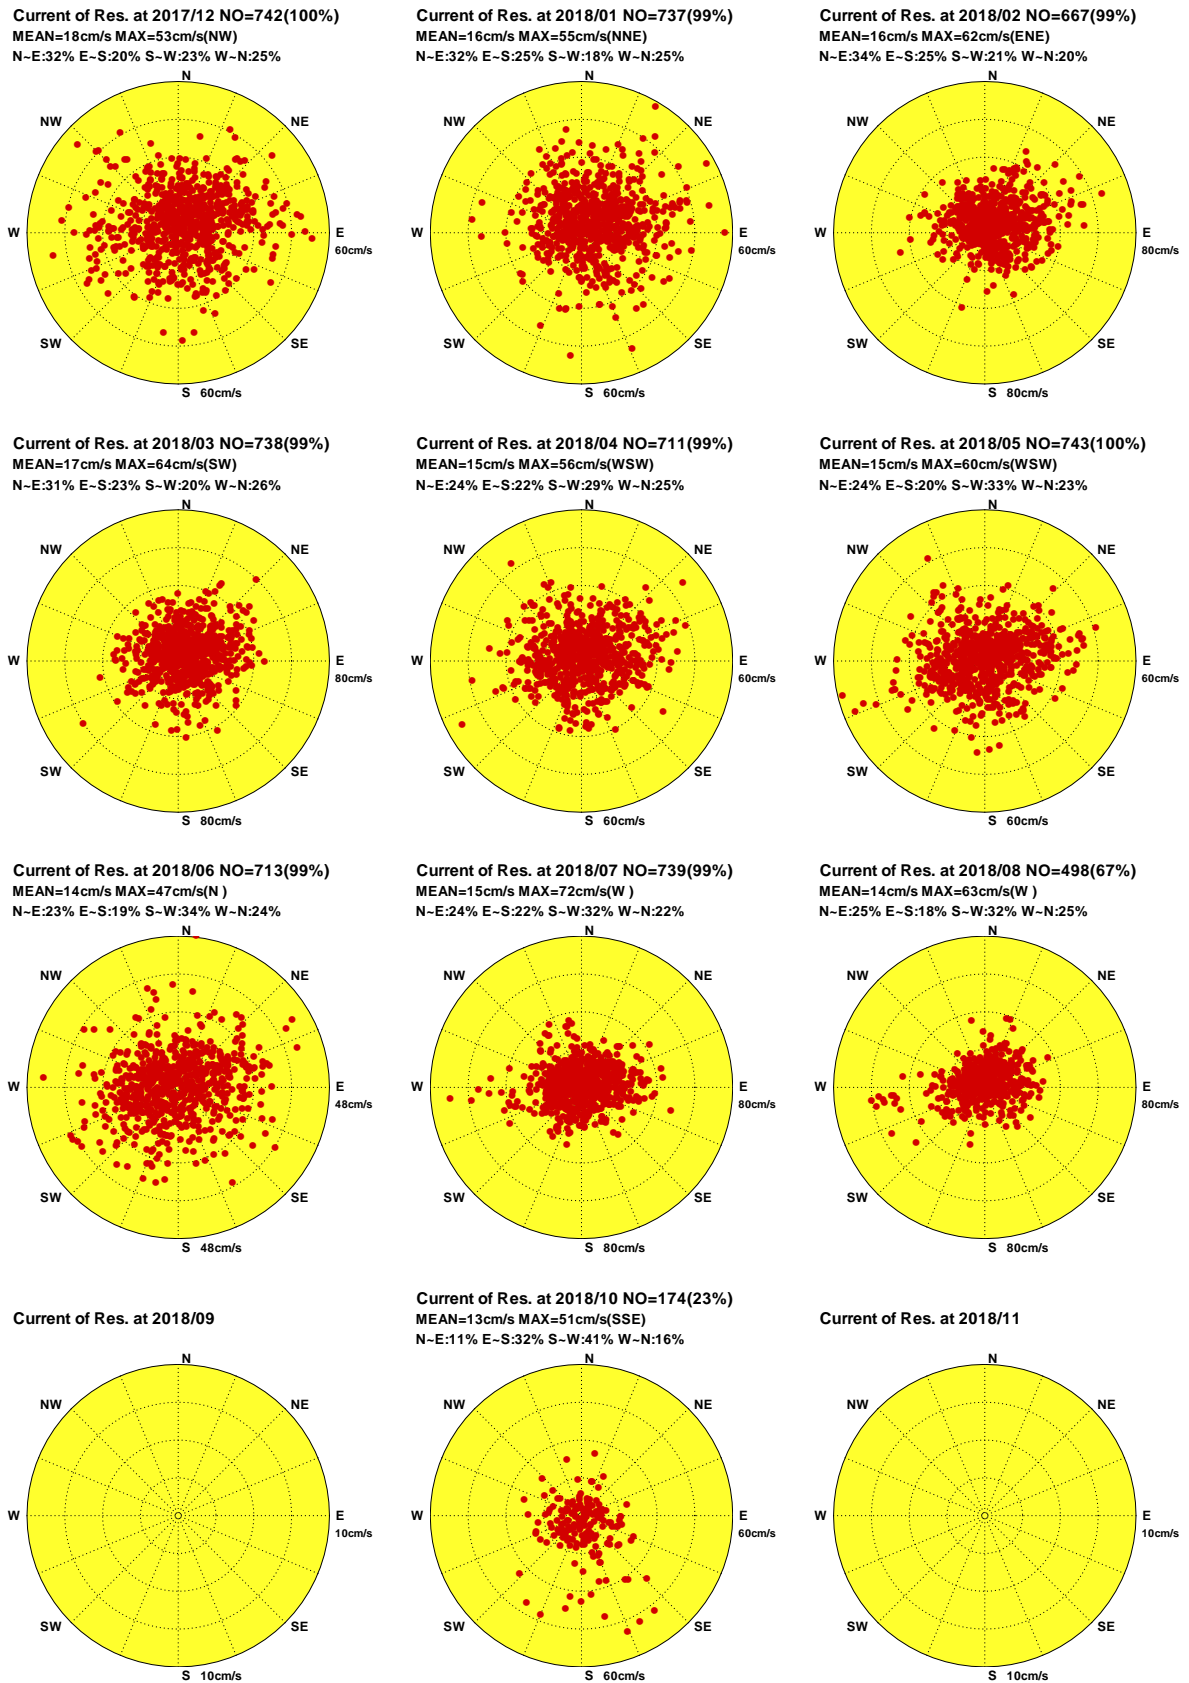 Current of Res. at 2017/12 NO=742(100%)
MEAN=18cm/s MAX=53cm/s(NW)
N~E:32% E~S:20% S~W:23% W~N:25%
N
NW
NE
W
E
60cm/s
SW
SE
S 60cm/s
Current of Res. at 2018/01 NO=737(99%)
MEAN=16cm/s MAX=55cm/s(NNE)
N~E:32% E~S:25% S~W:18% W~N:25%
N
NW
NE
W
E
60cm/s
SW
SE
S 60cm/s
Current of Res. at 2018/02 NO=667(99%)
MEAN=16cm/s MAX=62cm/s(ENE)
N~E:34% E~S:25% S~W:21% W~N:20%
N
NW
NE
W
E
80cm/s
SW
SE
S 80cm/s
Current of Res. at 2018/03 NO=738(99%)
MEAN=17cm/s MAX=64cm/s(SW)
N~E:31% E~S:23% S~W:20% W~N:26%
N
NW
NE
W
E
80cm/s
SW
SE
S 80cm/s
Current of Res. at 2018/04 NO=711(99%)
MEAN=15cm/s MAX=56cm/s(WSW)
N~E:24% E~S:22% S~W:29% W~N:25%
N
NW
NE
W
E
60cm/s
SW
SE
S 60cm/s
Current of Res. at 2018/05 NO=743(100%)
MEAN=15cm/s MAX=60cm/s(WSW)
N~E:24% E~S:20% S~W:33% W~N:23%
N
NW
NE
W
E
60cm/s
SW
SE
S 60cm/s
Current of Res. at 2018/06 NO=713(99%)
MEAN=14cm/s MAX=47cm/s(N )
N~E:23% E~S:19% S~W:34% W~N:24%
N
NW
NE
W
E
48cm/s
SW
SE
S 48cm/s
Current of Res. at 2018/07 NO=739(99%)
MEAN=15cm/s MAX=72cm/s(W )
N~E:24% E~S:22% S~W:32% W~N:22%
N
NW
NE
W
E
80cm/s
SW
SE
S 80cm/s
Current of Res. at 2018/08 NO=498(67%)
MEAN=14cm/s MAX=63cm/s(W )
N~E:25% E~S:18% S~W:32% W~N:25%
N
NW
NE
W
E
80cm/s
SW
SE
S 80cm/s
Current of Res. at 2018/09
N
NW
NE
W
E
10cm/s
SW
SE
S 10cm/s
Current of Res. at 2018/10 NO=174(23%)
MEAN=13cm/s MAX=51cm/s(SSE)
N~E:11% E~S:32% S~W:41% W~N:16%
N
NW
NE
W
E
60cm/s
SW
SE
S 60cm/s
Current of Res. at 2018/11
N
NW
NE
W
E
10cm/s
SW
SE
S 10cm/s